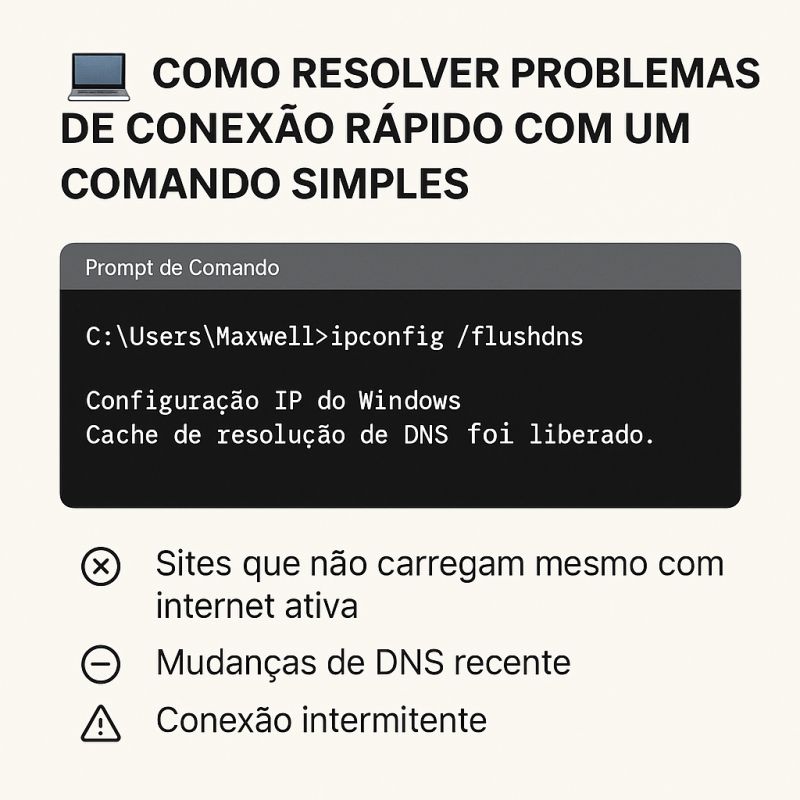 COMO RESOLVER PROBLEMAS
DE CONEXÃO RÁPIDO COM UM
COMANDO SIMPLES
Prompt de Comando
C:\Users\Maxwell>ipconfig /flushdns
Configuração IP do Windows
Cache de resolução de DNS foi liberado.
Sites que não carregam mesmo com
internet ativa
Mudanças de DNS recente
Conexão intermitente